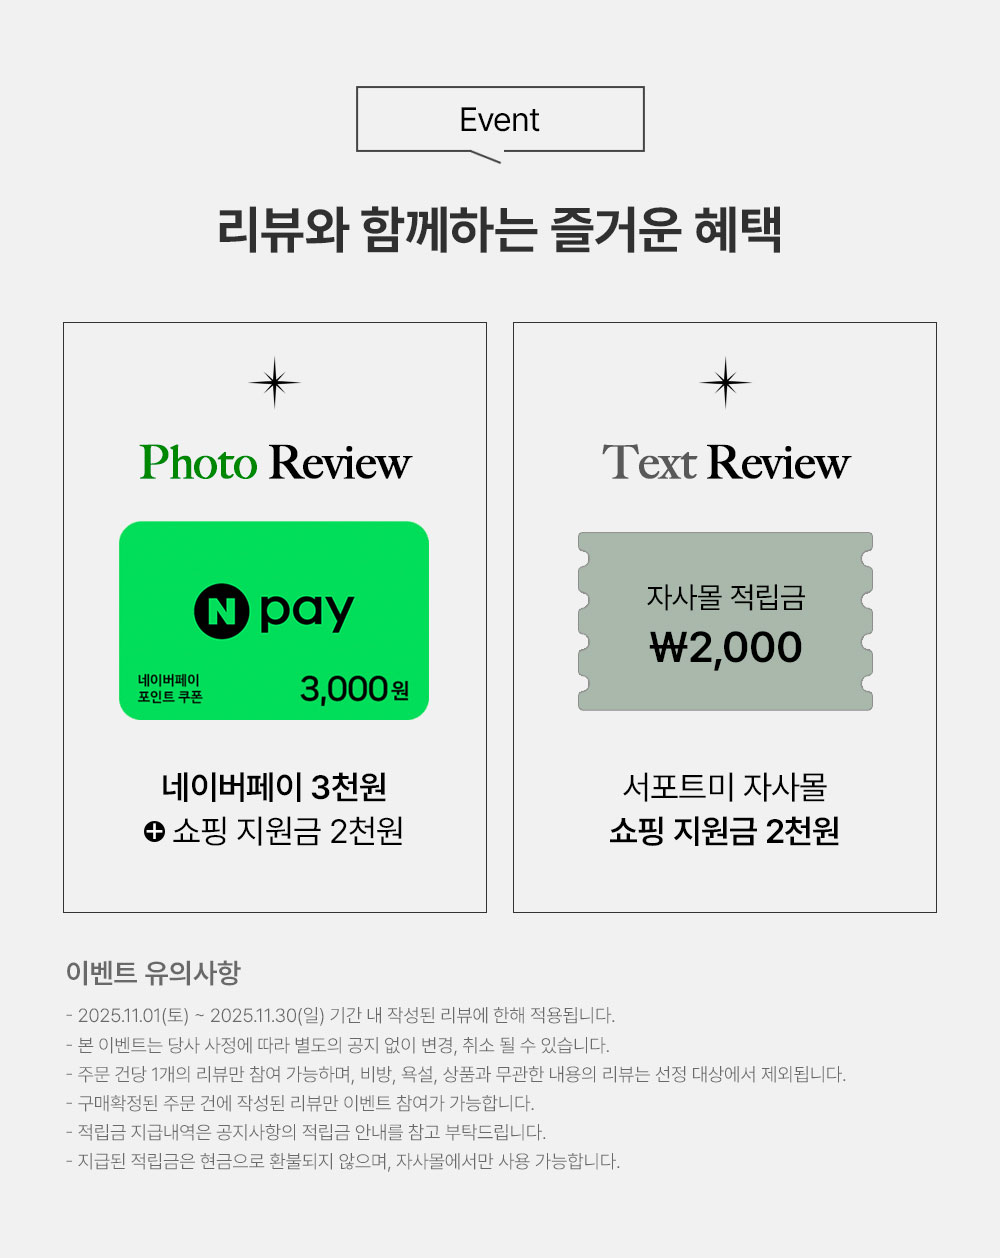 Event
리뷰와 함께하는 즐거운 혜택
Photo Review
N pay
네이버페이
포인트 쿠폰
3,000원
네이버페이 3천원
+ 쇼핑 지원금 2천원
Text Review
자사몰 적립금
₩2,000
서포트미 자사몰
쇼핑 지원금 2천원
이벤트 유의사항
- 2025.11.01(토) ~ 2025.11.30(일) 기간 내 작성된 리뷰에 한해 적용됩니다.
- 본 이벤트는 당사 사정에 따라 별도의 공지 없이 변경, 취소 될 수 있습니다.
- 주문 건당 1개의 리뷰만 참여 가능하며, 비방, 욕설, 상품과 무관한 내용의 리뷰는 선정 대상에서 제외됩니다.
- 구매확정된 주문 건에 작성된 리뷰만 이벤트 참여가 가능합니다.
- 적립금 지급내역은 공지사항의 적립금 안내를 참고 부탁드립니다.
- 지급된 적립금은 현금으로 환불되지 않으며, 자사몰에서만 사용 가능합니다.